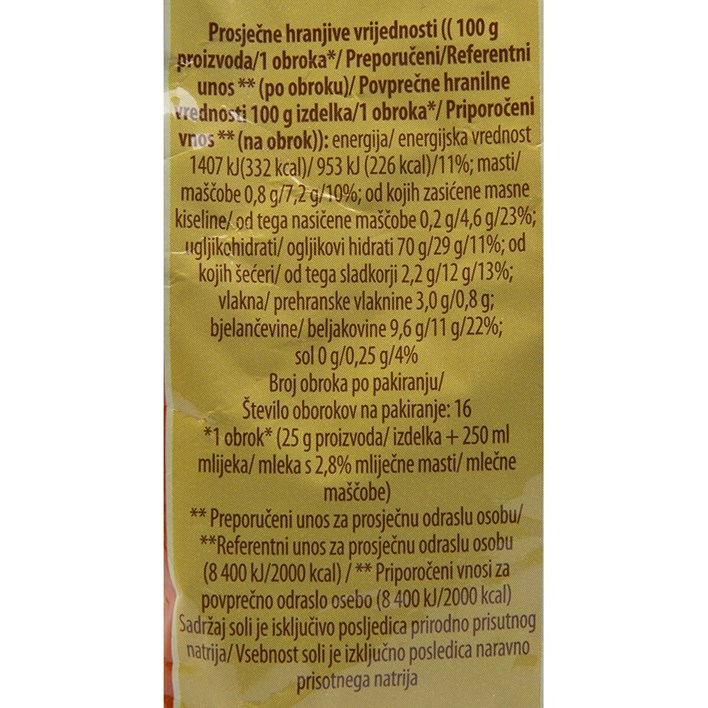 Prosječne hranjive vrijednosti (( 100 g
proizvoda/1 obroka*/ Preporučeni/Referentni
unos ** (po obroku)/ Povprečne hranilne
vrednosti 100 g izdelka/1 obroka*/ Priporočeni
vnos ** (na obrok)): energija/ energijska vrednost
1407 kJ(332 kcal)/ 953 kJ (226 kcal)/11%; masti/
maščobe 0,8 g/7,2 g/10%; od kojih zasićene masne
kiseline/ od tega nasičene maščobe 0,2 g/4,6 g/23%;
ugljikohidrati/ ogljikovi hidrati 70 g/29 g/11%; od
kojih šećeri/ od tega sladkorji 2,2 g/12 g/13%;
vlakna/ prehranske vlaknine 3,0 g/0,8 g;
bjelančevine/ beljakovine 9,6 g/11 g/22%;
sol 0 g/0,25 g/4%
Broj obroka po pakiranju/
Število oborokov na pakiranje: 16
*1 obrok* (25 g proizvoda/ izdelka + 250 ml
mlijeka/ mleka s 2,8% mliječne masti/ mlečne
maščobe)
** Preporučeni unos za prosječnu odraslu osobu/
**Referentni unos za prosječnu odraslu osobu
(8 400 kJ/2000 kcal) / ** Priporočeni vnosi za
povprečno odraslo osebo (8 400 kJ/2000 kcal)
Sadržaj soli je isključivo posljedica prirodno prisutnog
natrija/ Vsebnost soli je izključno posledica naravno
prisotnega natrija